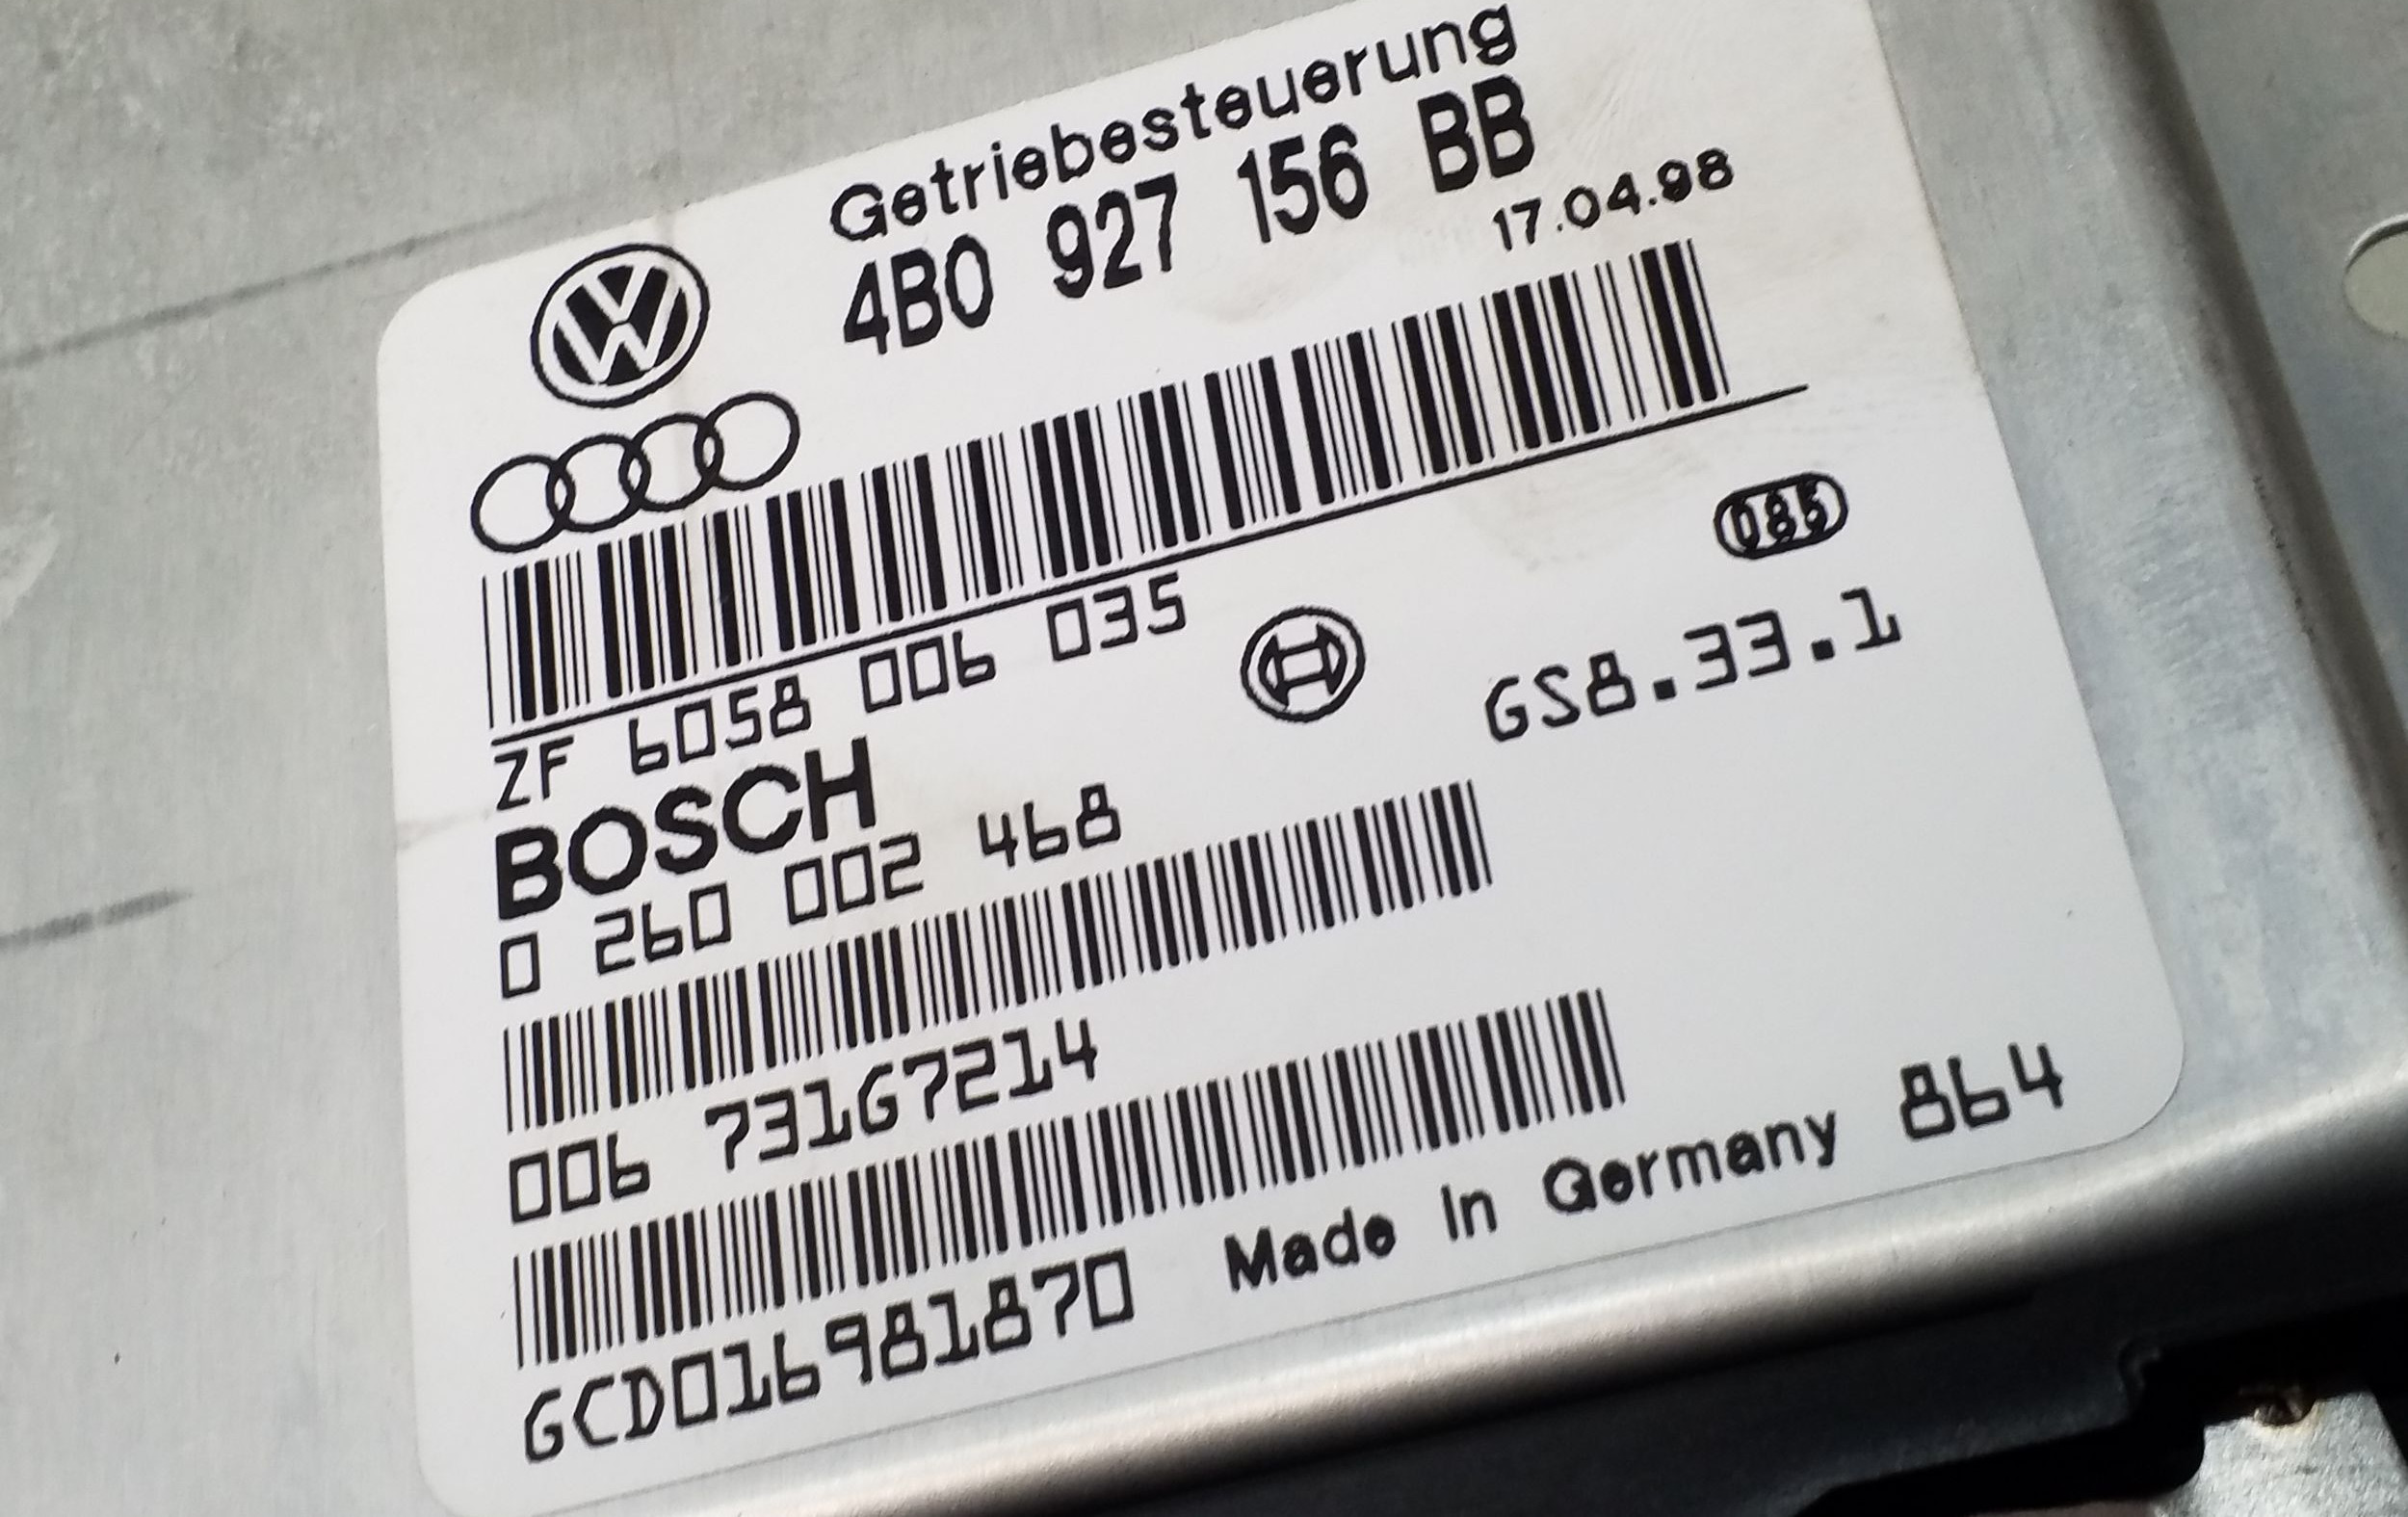 Getriebesteuerung
4B0 927 156 BB
17.04.98
ZF 6058 006 035
085
BOSCH
GS8.33.1
0 260 002 468
006 731G7214
GCD016981870 Made In Germany 864